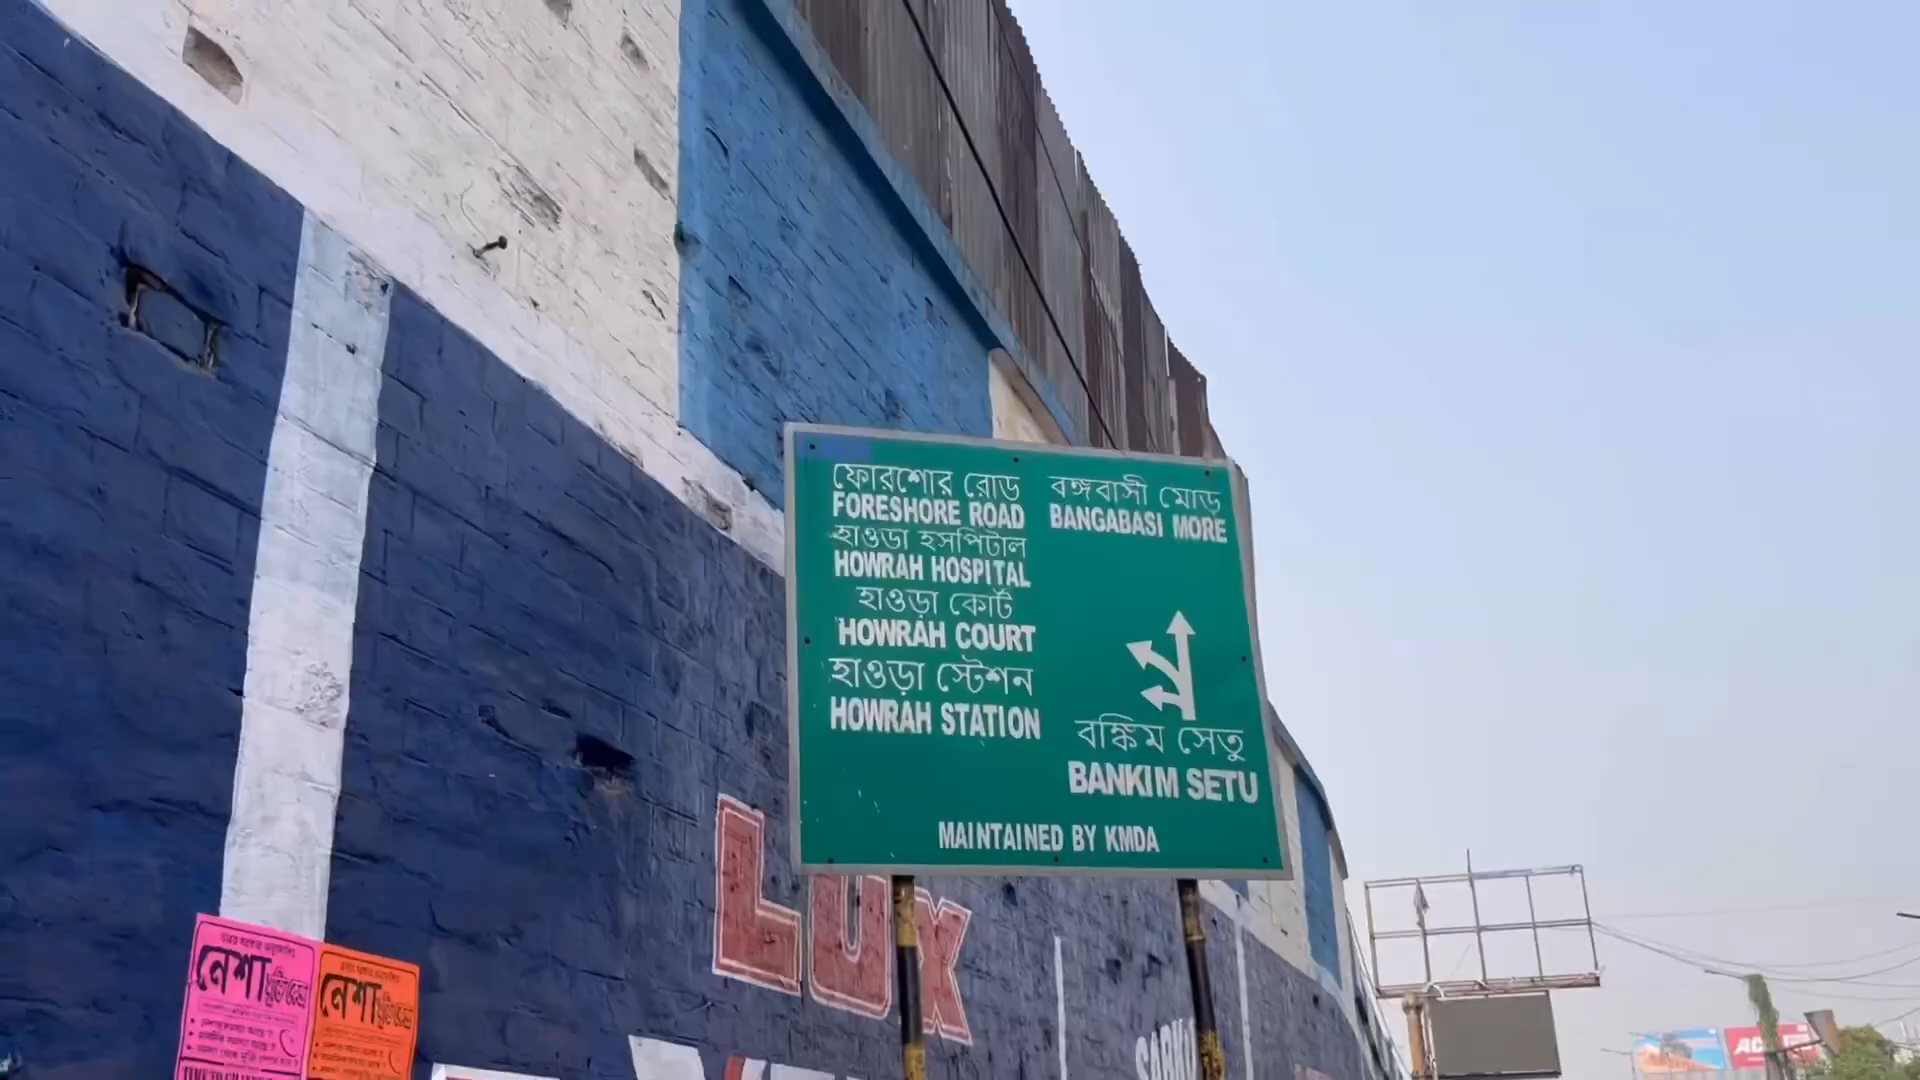 ফোরশোর রোড
FORESHORE ROAD
হাওডা হসপিটাল
HOWRAH HOSPITAL
হাওড়া কোর্ট
HOWRAH COURT
হাওড়া স্টেশন
HOWRAH STATION
বঙ্গবাসী মোড়
BANGABASI MORE
বঙ্কিম সেতু
BANKIM SETU
MAINTAINED BY KMDA
LUX
নেশা
নেশা